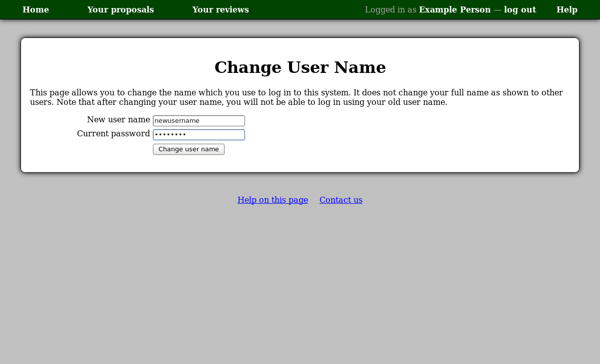 Home Your proposals Your reviews Logged in as Example Person — log out Help
Change User Name
This page allows you to change the name which you use to log in to this system. It does not change your full name as shown to other
users. Note that after changing your user name, you will not be able to log in using your old user name.
New user name newusername
Current password ••••••••
Change user name
Help on this page Contact us